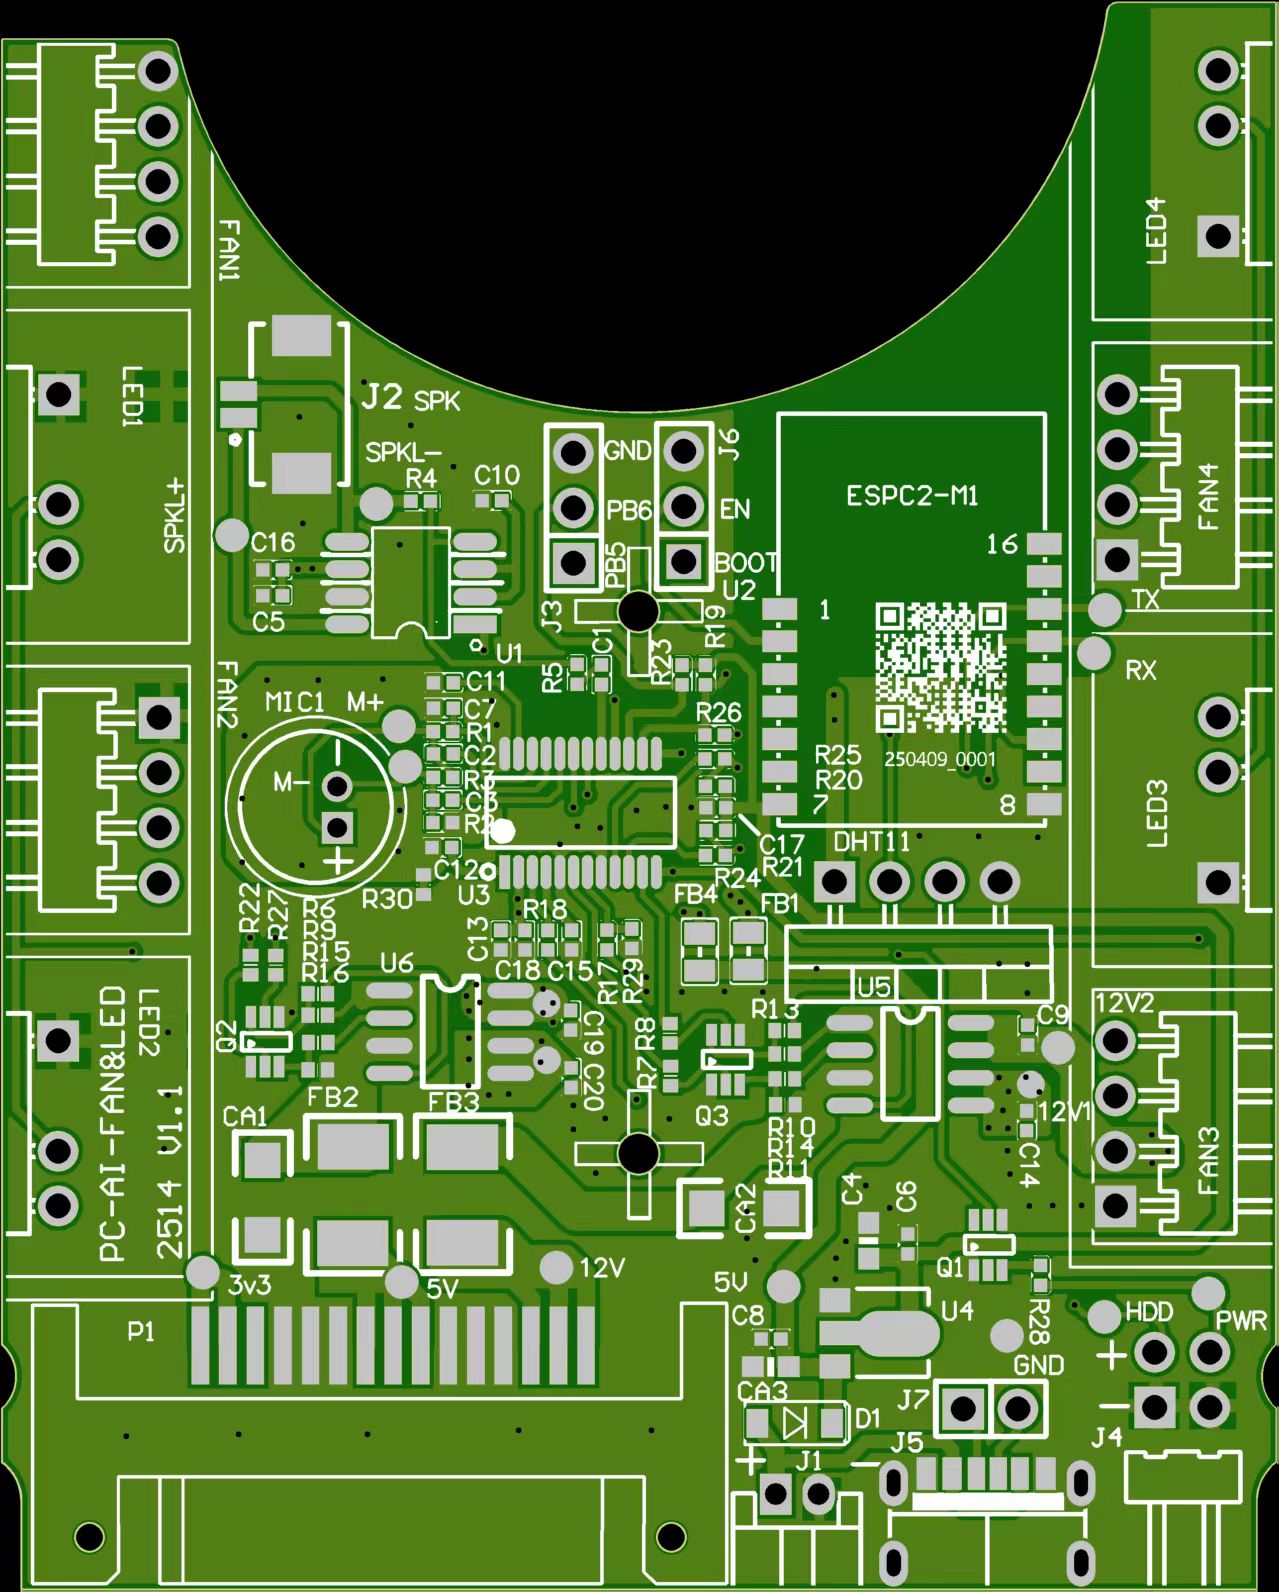 FAN1
LED4
LED1
J2 SPK
SPKL-
R4
C10
GND
J6
PB6
EN
ESPC2-M1
FAN4
SPKL+
C16
PB5
BOOT
U2
16
TX
1
C5
J3
R19
U1
R5
C1
R23
RX
FAN2
MIC1
M+
C11
C7
R1
C2
R3
C3
R2
R26
R25
R20
250409_0001
M-
+
7
8
LED3
C17
R21
DHT11
C12
U3
R30
R24
FB4
FB1
R22
R27
R6
R9
R15
R16
C13
R18
C18
C15
R17
R29
U6
U5
R13
C9
12V2
LED2
Q2
C19
C20
R8
R7
Q3
12V1
PC-AI-FAN&LED
2514 V1.1
CA1
FB2
FB3
R10
R14
R11
C14
FAN3
CA2
C4
C6
3v3
5V
12V
5V
Q1
R28
HDD
PWR
P1
C8
U4
GND
+
CA3
D1
J7
-
J5
J4
+
J1
-